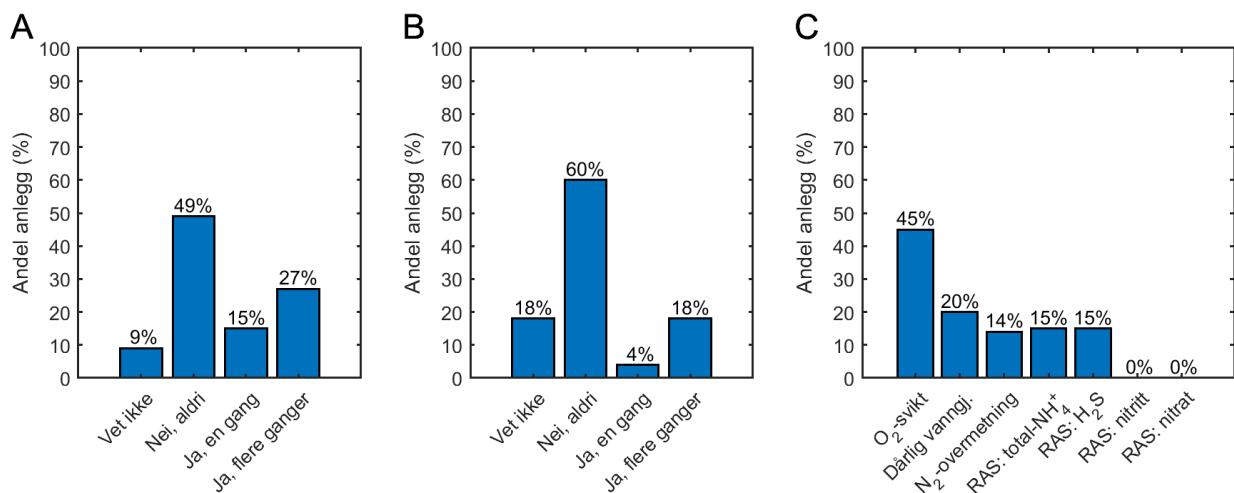 A
Andel anlegg (%)
100
90
80
70
60
50
40
30
20
10
0
9%
49%
15%
27%
Vet ikke
Nei, aldri
Ja, en gang
Ja, flere ganger
B
Andel anlegg (%)
100
90
80
70
60
50
40
30
20
10
0
18%
60%
4%
18%
Vet ikke
Nei, aldri
Ja, en gang
Ja, flere ganger
C
Andel anlegg (%)
100
90
80
70
60
50
40
30
20
10
0
45%
20%
14%
15%
15%
0%
0%
O₂-svikt
Dårlig vanngj.
N₂-overmetning
RAS: total-NH₄⁺
RAS: H₂S
RAS: nitritt
RAS: nitrat